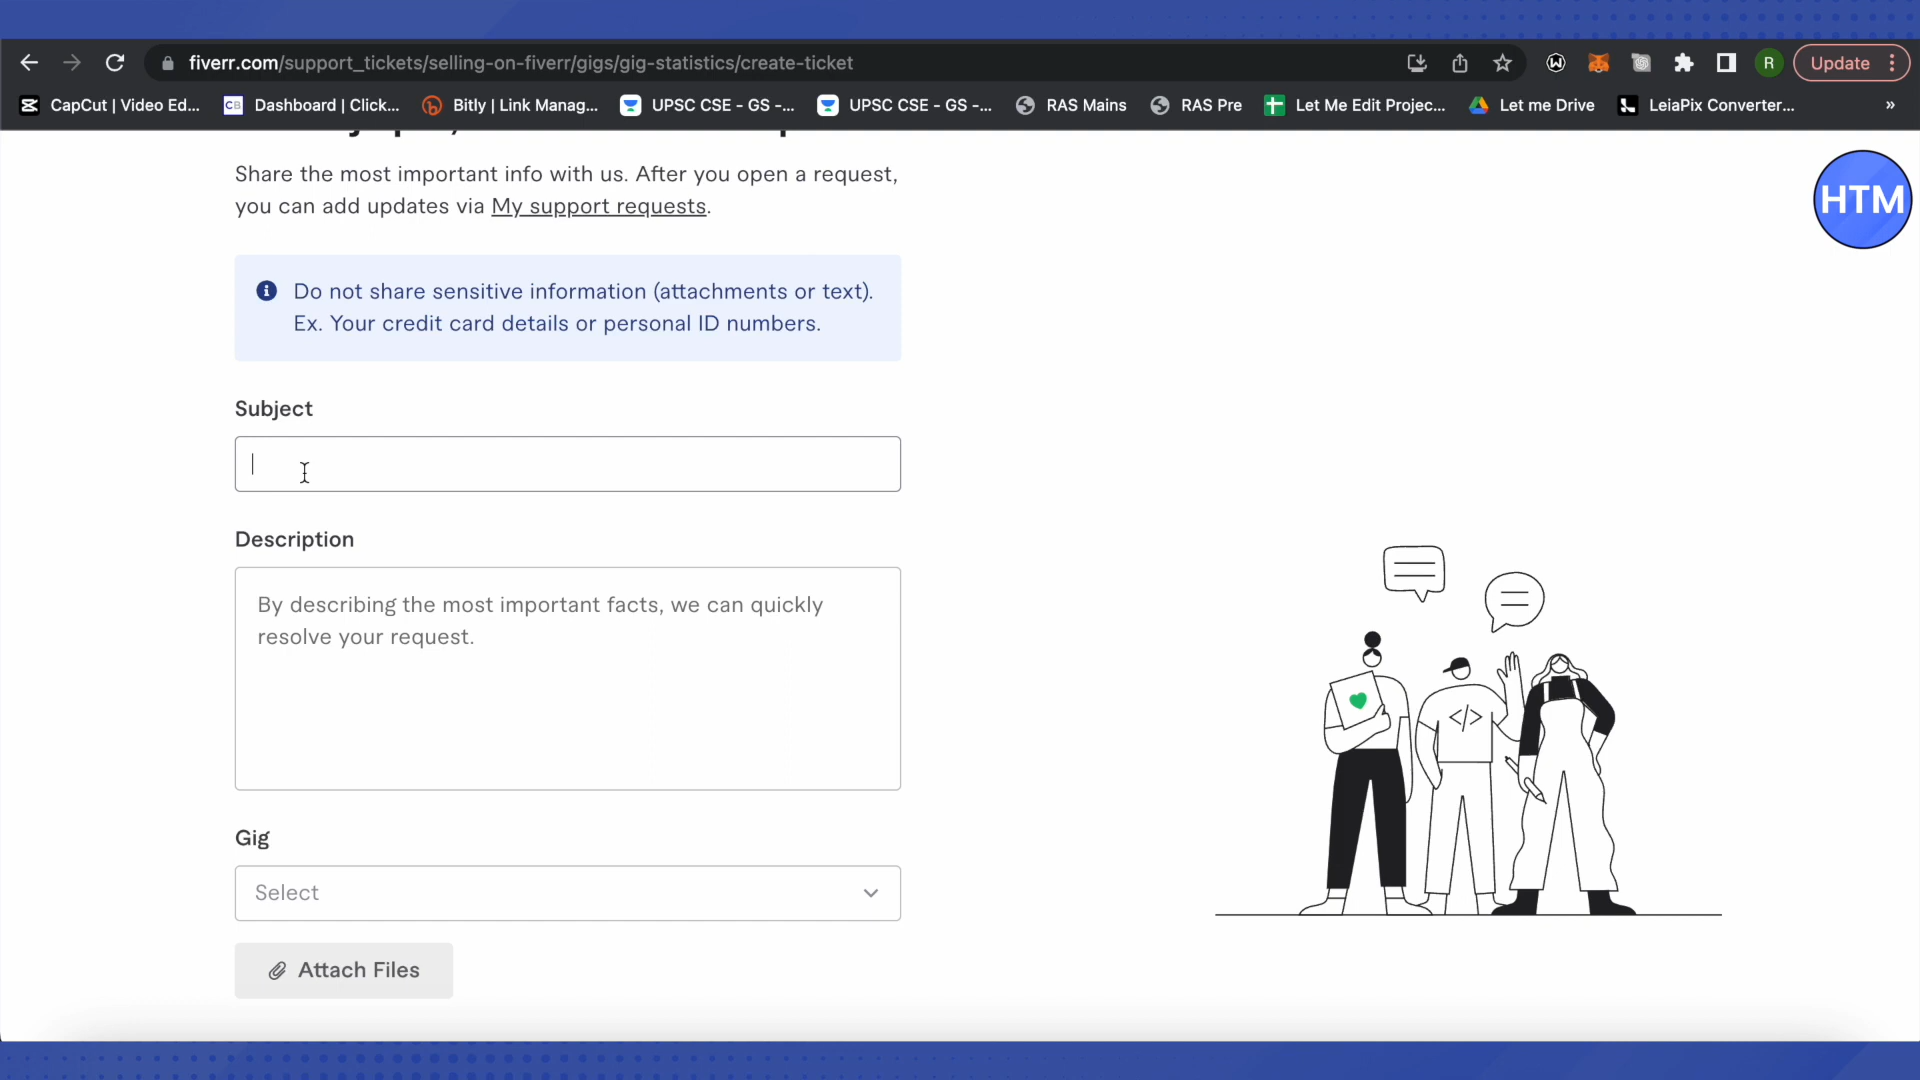 fiverr.com/support_tickets/selling-on-fiverr/gigs/gig-statistics/create-ticket
R
Update
CapCut | Video Ed...
CB Dashboard | Click...
Bitly | Link Manag...
UPSC CSE - GS -...
UPSC CSE - GS -...
RAS Mains
RAS Pre
Let Me Edit Projec...
Let me Drive
LeiaPix Converter...
»
Share the most important info with us. After you open a request,
you can add updates via My support requests.
HTM
Do not share sensitive information (attachments or text).
Ex. Your credit card details or personal ID numbers.
Subject
Description
By describing the most important facts, we can quickly
resolve your request.
</>
Gig
Select
Attach Files